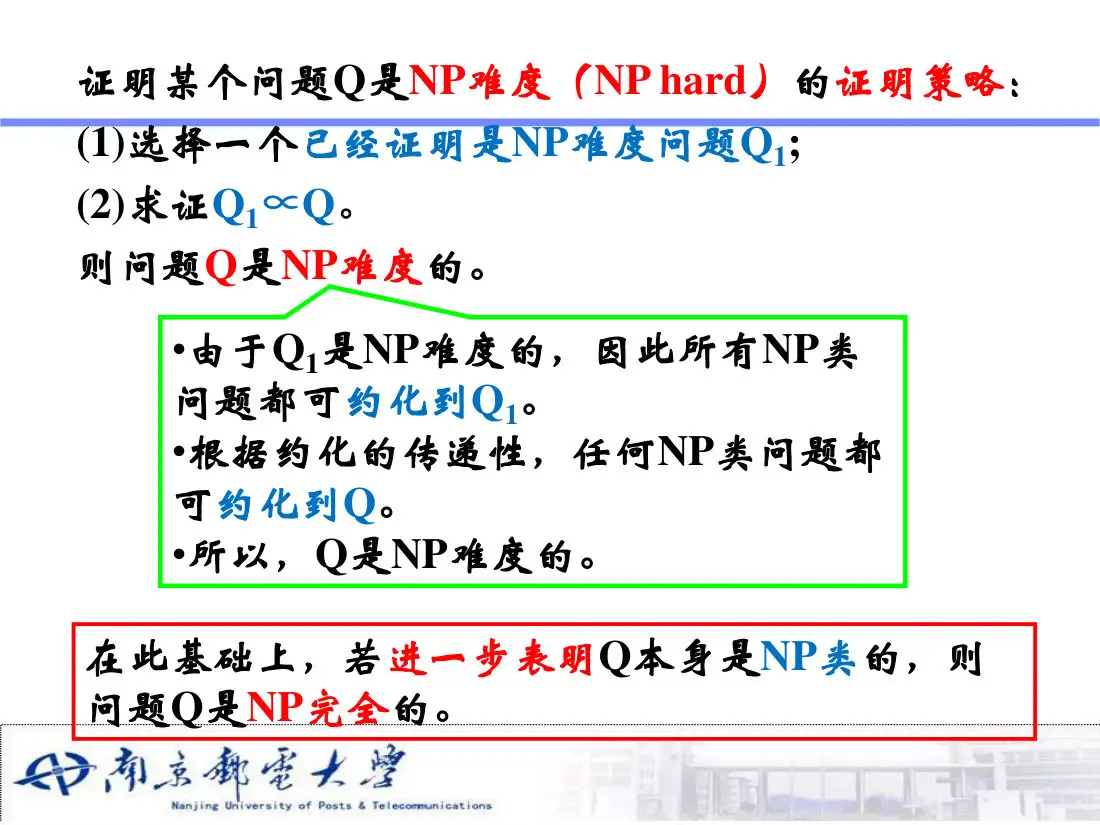 证明某个问题Q是NP难度（NP hard）的证明策略：
(1)选择一个已经证明是NP难度问题Q₁;
(2)求证Q₁∝Q。
则问题Q是NP难度的。
•由于Q₁是NP难度的，因此所有NP类
问题都可约化到Q₁。
•根据约化的传递性，任何NP类问题都
可约化到Q。
•所以，Q是NP难度的。
在此基础上，若进一步表明Q本身是NP类的，则
问题Q是NP完全的。
南京郵電大學
Nanjing University of Posts & Telecommunications